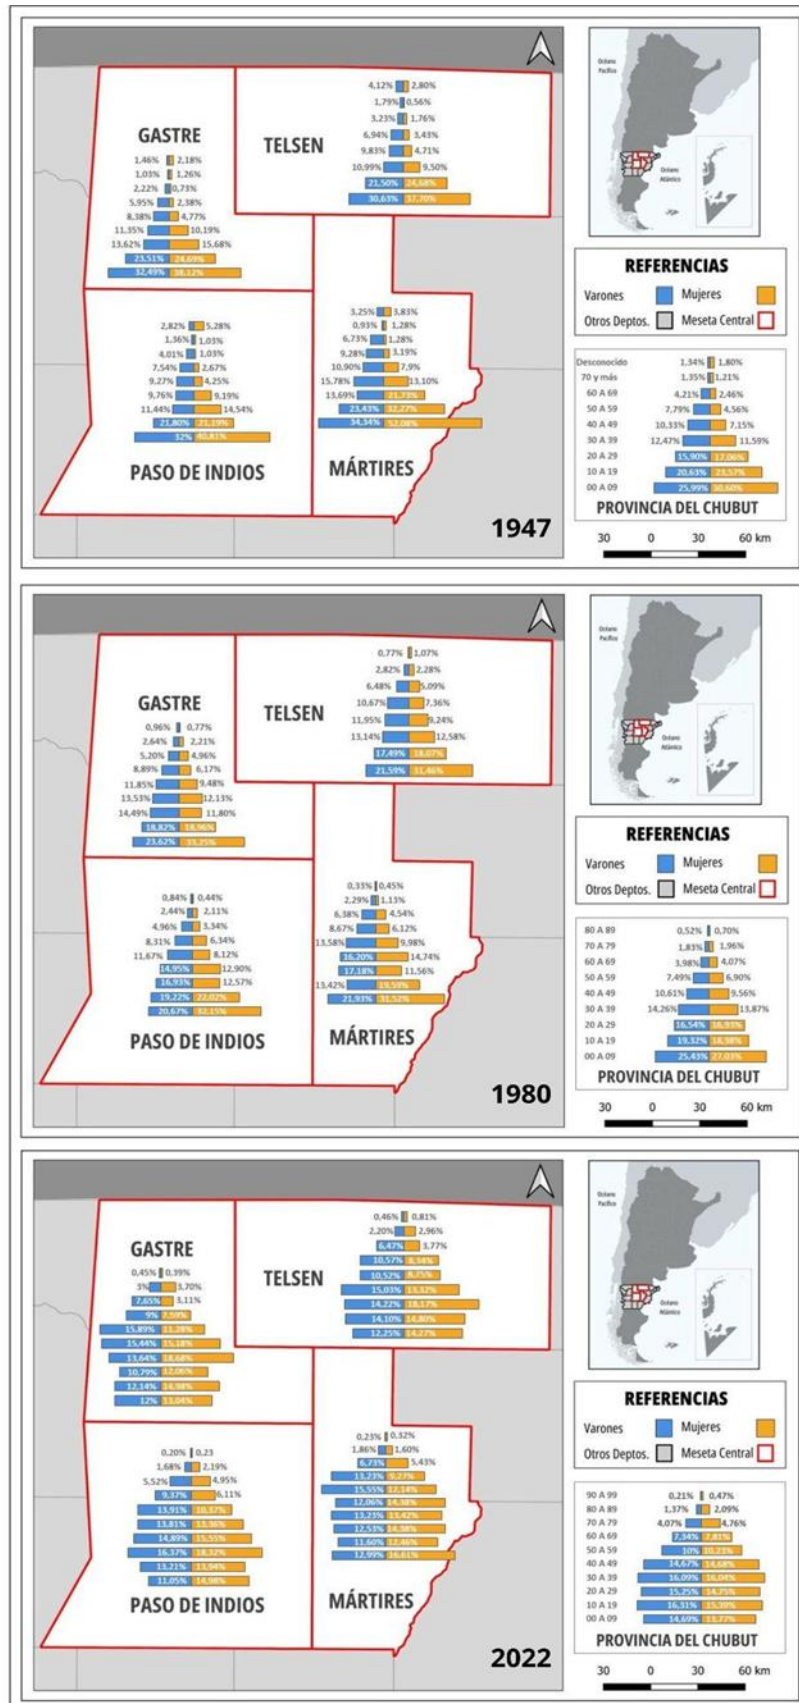 GASTRE
1,46% 2,18%
1,03% 1,26%
2,22% 0,73%
5,95% 2,38%
8,38% 4,77%
11,35% 10,19%
13,62% 15,68%
23,51% 24,69%
32,49% 38,12%
TELSEN
4,12% 2,80%
1,79% 0,56%
3,23% 1,76%
6,94% 3,43%
9,83% 4,71%
10,99% 9,50%
21,50% 24,68%
30,63% 37,70%
2,82% 5,28%
1,36% 1,03%
4,01% 1,03%
7,54% 2,67%
9,27% 4,25%
9,76% 9,19%
11,44% 14,54%
21,80% 21,19%
32% 40,81%
PASO DE INDIOS
3,25% 3,83%
0,93% 1,28%
6,73% 1,28%
9,28% 3,19%
10,90% 7,9%
15,78% 13,10%
13,69% 21,73%
23,43% 32,27%
34,34% 52,08%
MÁRTIRES
1947
Océano
Pacífico
Océano
Atlántico
REFERENCIAS
Varones Mujeres
Otros Deptos. Meseta Central
Desconocido 1,34% 1,80%
70 y más 1,35% 1,21%
60 A 69 4,21% 2,46%
50 A 59 7,79% 4,56%
40 A 49 10,33% 7,15%
30 A 39 12,47% 11,59%
20 A 29 15,90% 17,06%
10 A 19 20,63% 23,57%
00 A 09 25,99% 30,60%
PROVINCIA DEL CHUBUT
30 0 30 60 km
GASTRE
0,96% 0,77%
2,64% 2,21%
5,20% 4,96%
8,89% 6,17%
11,85% 9,48%
13,53% 12,13%
14,49% 11,80%
18,82% 18,96%
23,62% 33,25%
TELSEN
0,77% 1,07%
2,82% 2,28%
6,48% 5,09%
10,67% 7,36%
11,95% 9,24%
13,14% 12,58%
17,49% 18,07%
21,59% 31,46%
0,84% 0,44%
2,44% 2,11%
4,96% 3,34%
8,31% 6,34%
11,67% 8,12%
14,95% 12,90%
16,93% 12,57%
19,22% 22,02%
20,67% 32,15%
PASO DE INDIOS
0,33% 0,45%
2,29% 1,13%
6,38% 4,54%
8,67% 6,12%
13,58% 9,98%
16,20% 14,74%
17,18% 11,56%
13,42% 19,59%
21,93% 31,52%
MÁRTIRES
1980
Océano
Pacífico
Océano
Atlántico
REFERENCIAS
Varones Mujeres
Otros Deptos. Meseta Central
80 A 89 0,52% 0,70%
70 A 79 1,83% 1,96%
60 A 69 3,98% 4,07%
50 A 59 7,49% 6,90%
40 A 49 10,61% 9,56%
30 A 39 14,26% 13,87%
20 A 29 16,54% 16,93%
10 A 19 19,32% 18,98%
00 A 09 25,43% 27,03%
PROVINCIA DEL CHUBUT
30 0 30 60 km
GASTRE
0,45% 0,39%
3% 3,70%
7,65% 3,11%
9% 7,59%
15,89% 11,28%
15,44% 15,18%
13,64% 18,68%
10,79% 12,06%
12,14% 14,98%
12% 13,04%
TELSEN
0,46% 0,81%
2,20% 2,96%
6,47% 3,77%
10,57% 8,34%
10,52% 8,75%
15,03% 13,32%
14,22% 18,17%
14,10% 14,80%
12,25% 14,27%
0,20% 0,23
1,68% 2,19%
5,52% 4,95%
9,37% 6,11%
13,91% 10,37%
13,81% 13,36%
14,89% 15,55%
16,37% 18,32%
13,21% 13,94%
11,05% 14,98%
PASO DE INDIOS
0,23% 0,32%
1,86% 1,60%
6,73% 5,43%
13,23% 9,27%
15,55% 12,14%
12,06% 14,38%
13,23% 13,42%
12,53% 14,38%
11,60% 12,46%
12,99% 16,61%
MÁRTIRES
2022
Océano
Pacífico
Océano
Atlántico
REFERENCIAS
Varones Mujeres
Otros Deptos. Meseta Central
90 A 99 0,21% 0,47%
80 A 89 1,37% 2,09%
70 A 79 4,07% 4,76%
60 A 69 7,34% 7,81%
50 A 59 10% 10,23%
40 A 49 14,67% 14,68%
30 A 39 16,09% 16,04%
20 A 29 15,25% 14,75%
10 A 19 16,31% 15,39%
00 A 09 14,69% 13,77%
PROVINCIA DEL CHUBUT
30 0 30 60 km